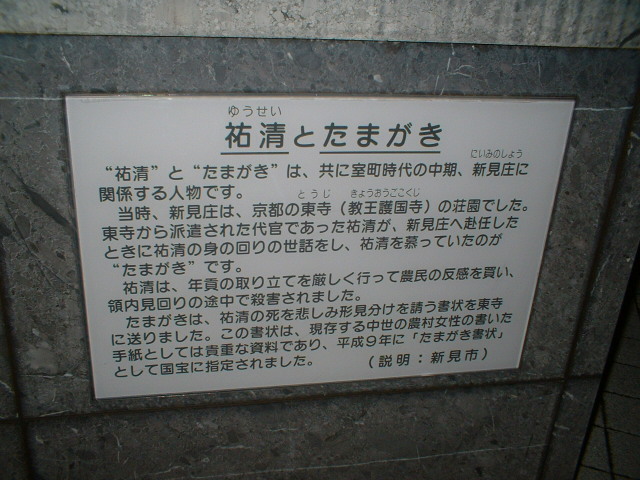 ゆうせい
祐清とたまがき
にいみのしょう
“祐清”と“たまがき”は、共に室町時代の中期、新見庄に
関係する人物です。
とうじ きょうおうごこくじ
当時、新見庄は、京都の東寺（教王護国寺）の荘園でした。
東寺から派遣された代官であった祐清が、新見庄へ赴任した
ときに祐清の身の回りの世話をし、祐清を慕っていたのが
“たまがき”です。
祐清は、年貢の取り立てを厳しく行って農民の反感を買い、
領内見回りの途中で殺害されました。
たまがきは、祐清の死を悲しみ形見分けを請う書状を東寺
に送りました。この書状は、現存する中世の農村女性の書いた
手紙としては貴重な資料であり、平成９年に「たまがき書状」
として国宝に指定されました。 （説明：新見市）